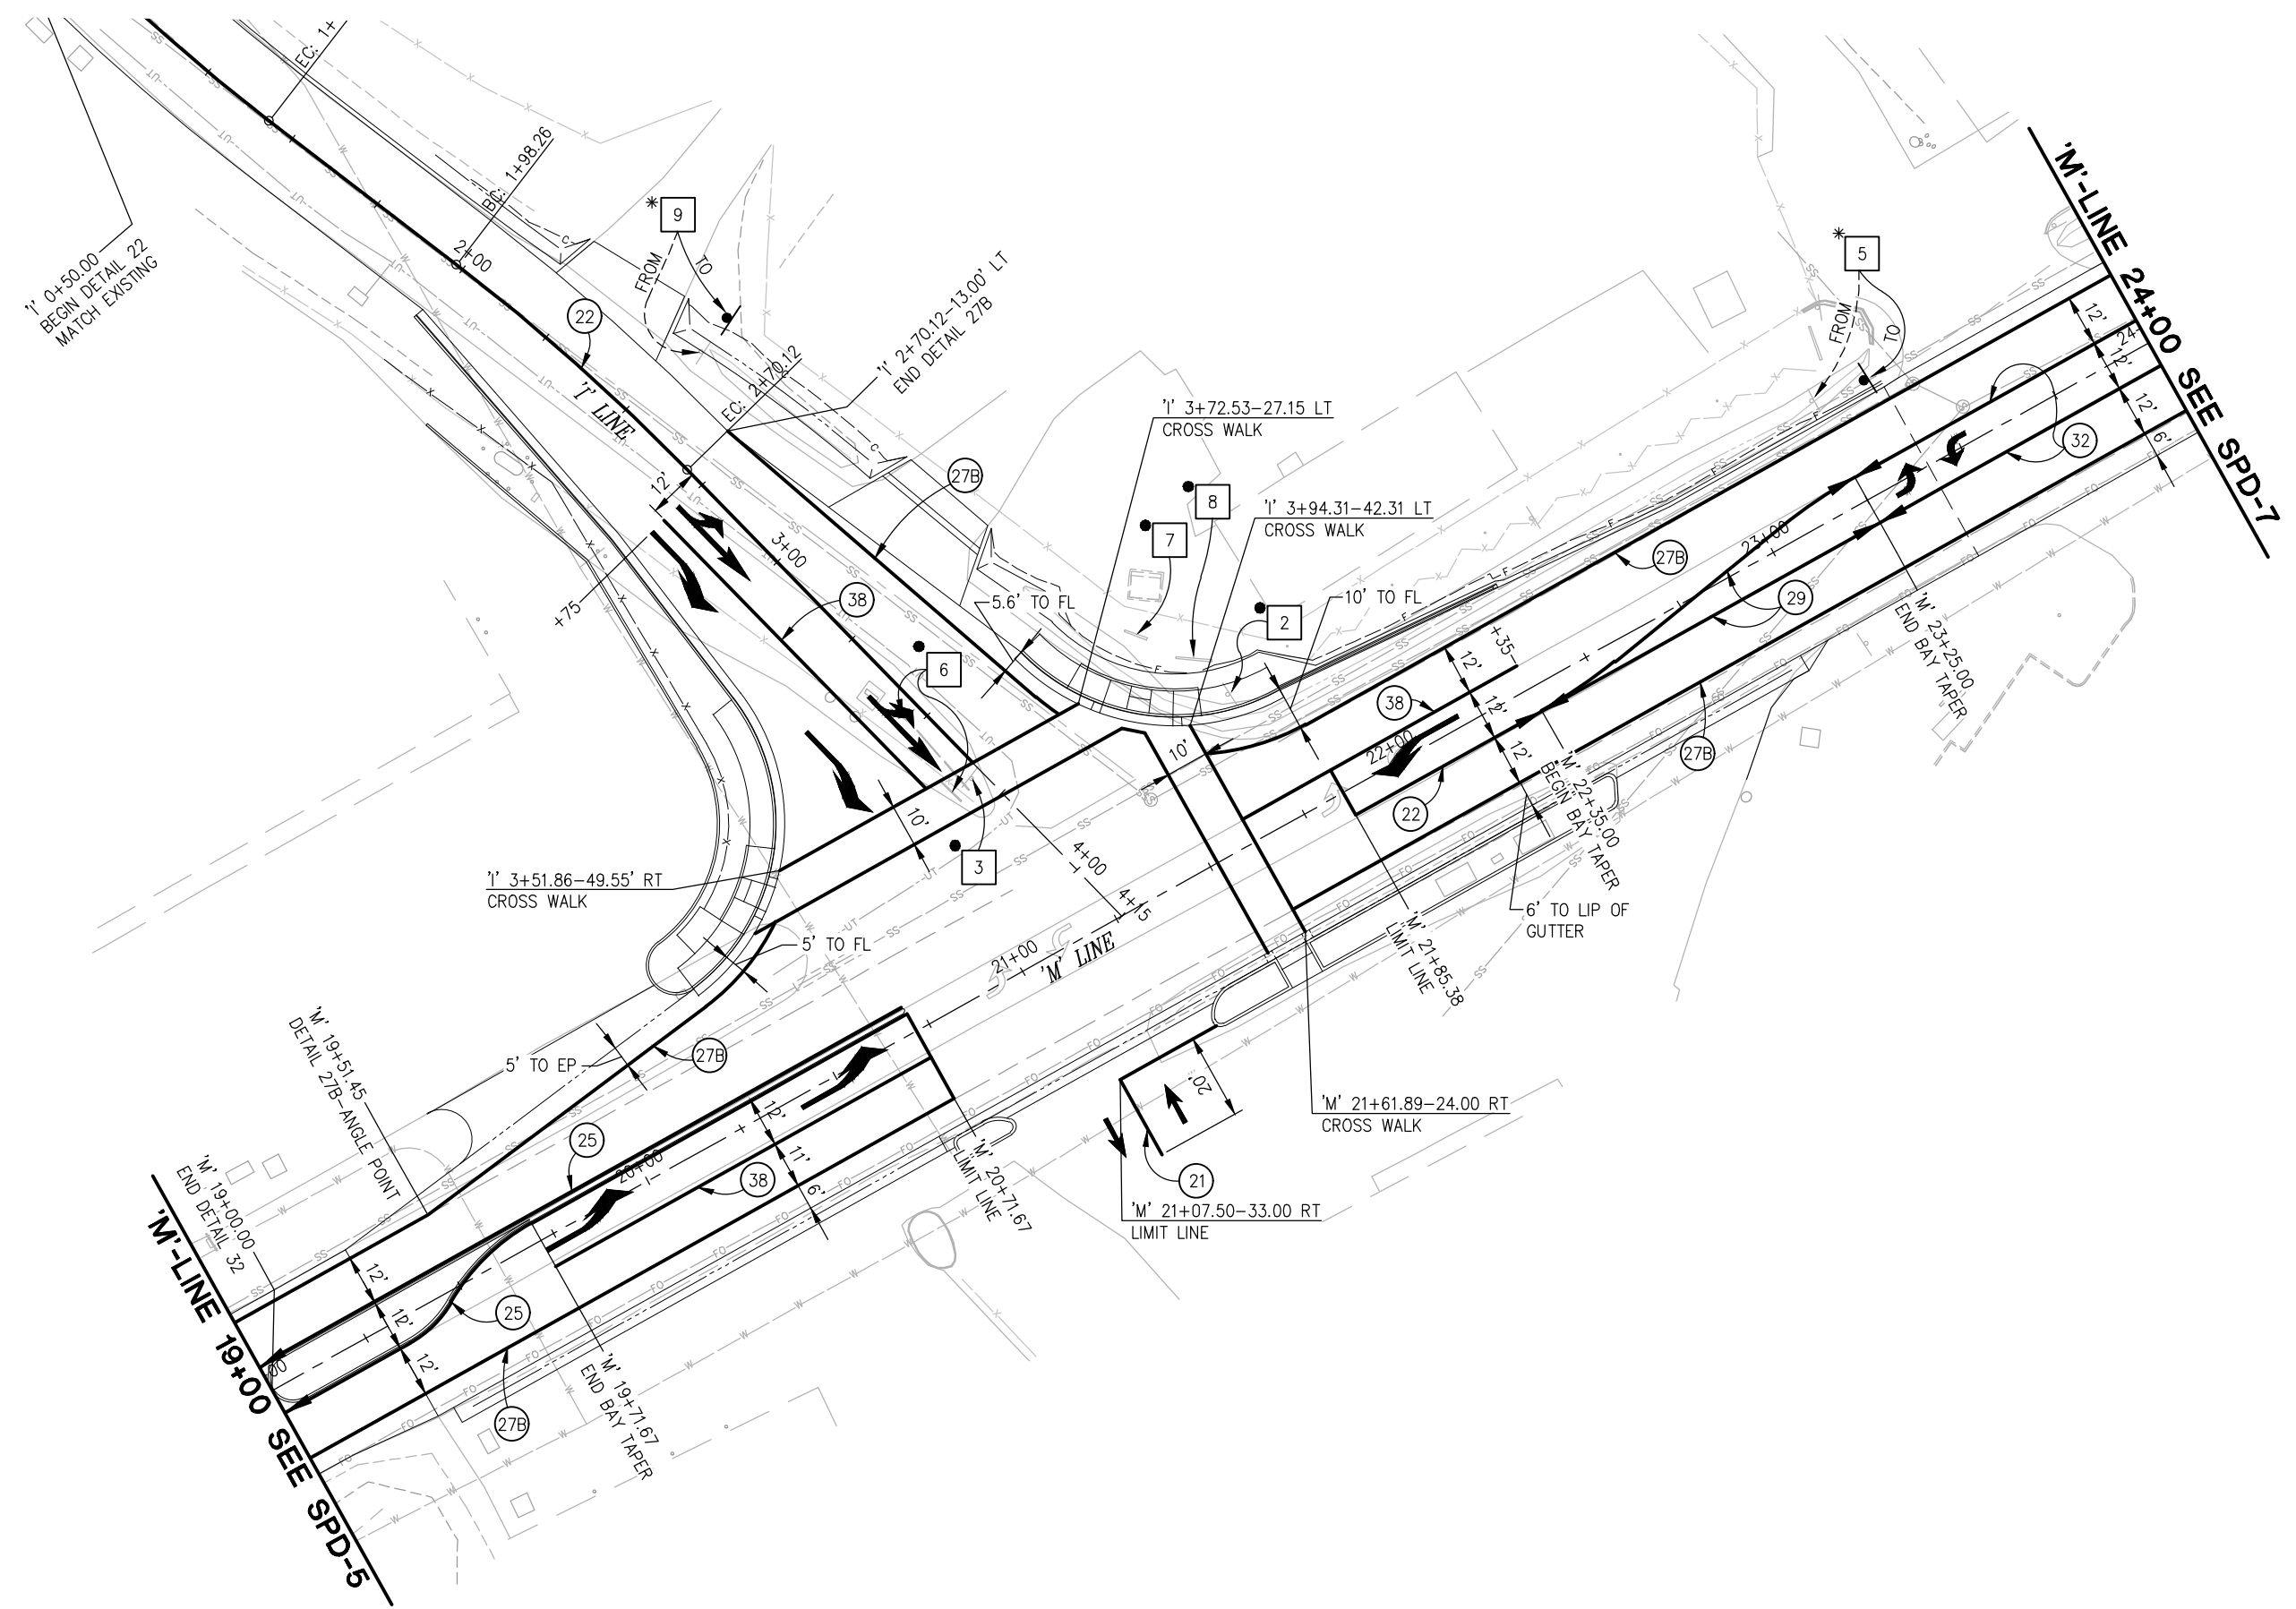 EC: 1+
BC: 1+98.26
2+00
'I' 0+50.00
BEGIN DETAIL 22
MATCH EXISTING
22
'I' LINE
9
FROM
TO
'I' 2+70.12-13.00' LT
END DETAIL 27B
EC: 2+70.12
12'
+75
3+00
38
27B
6
3
5.6' TO FL
'I' 3+72.53-27.15 LT
CROSS WALK
7
8
'I' 3+94.31-42.31 LT
CROSS WALK
2
10' TO FL
5
FROM
TO
'M'-LINE 24+00 SEE SPD-7
12'
24
12'
12'
6'
32
27B
23+00
29
+35
12'
12'
12'
38
22+00
22
10'
'M' 23+25.00
END BAY TAPER
27B
'M' 22+35.00
BEGIN BAY TAPER
6' TO LIP OF
GUTTER
'M' 21+85.38
LIMIT LINE
10'
4+00
4+15
21+00
'M' LINE
'I' 3+51.86-49.55' RT
CROSS WALK
5' TO FL
5' TO EP
27B
'M' 19+51.45
DETAIL 27B-ANGLE POINT
25
20+00
38
12'
11'
6'
'M' 20+71.67
LIMIT LINE
20'
21
'M' 21+61.89-24.00 RT
CROSS WALK
'M' 21+07.50-33.00 RT
LIMIT LINE
'M' 19+00.00
END DETAIL 32
'M'-LINE 19+00 SEE SPD-5
00
12'
12'
12'
25
27B
'M' 19+71.67
END BAY TAPER